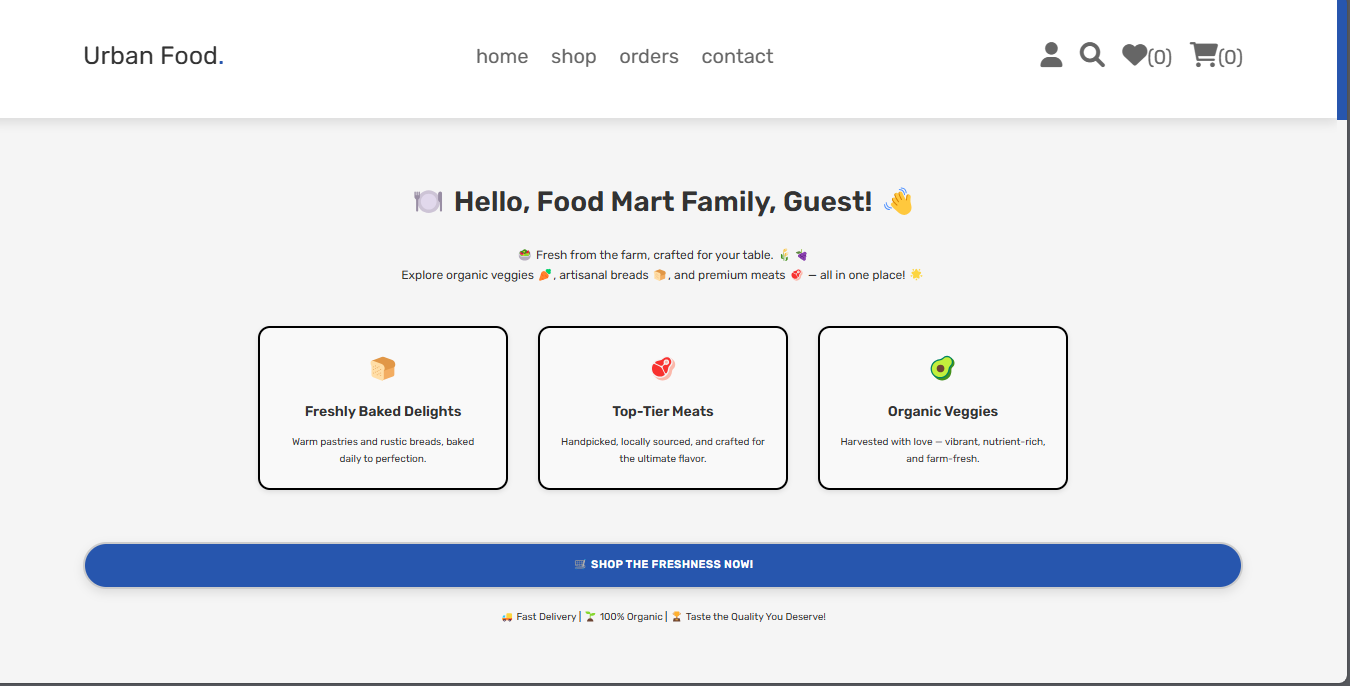 Urban Food.
home shop orders contact
(0) (0)
🍽️ Hello, Food Mart Family, Guest! 👋
🥗 Fresh from the farm, crafted for your table. 🌽 🍇
Explore organic veggies 🥕, artisanal breads 🍞, and premium meats 🥩 — all in one place! 🌟
🍞
Freshly Baked Delights
Warm pastries and rustic breads, baked
daily to perfection.
🥩
Top-Tier Meats
Handpicked, locally sourced, and crafted for
the ultimate flavor.
🥑
Organic Veggies
Harvested with love — vibrant, nutrient-rich,
and farm-fresh.
🛒 SHOP THE FRESHNESS NOW!
🚚 Fast Delivery | 🌱 100% Organic | 🏆 Taste the Quality You Deserve!